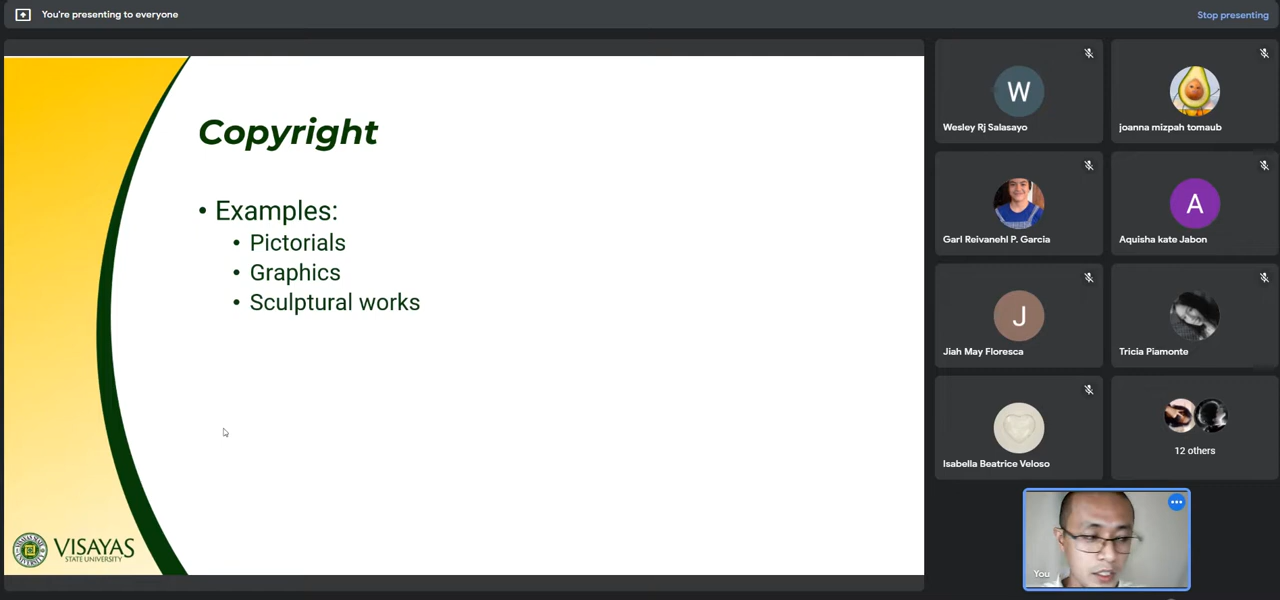 You're presenting to everyone
Stop presenting
Copyright
• Examples:
• Pictorials
• Graphics
• Sculptural works
VISAYAS
STATE UNIVERSITY
W
Wesley Rj Salasayo
joanna mizpah tomaub
Garl Reivanehl P. Garcia
A
Aquisha kate Jabon
J
Jiah May Floresca
Tricia Piamonte
Isabella Beatrice Veloso
12 others
You